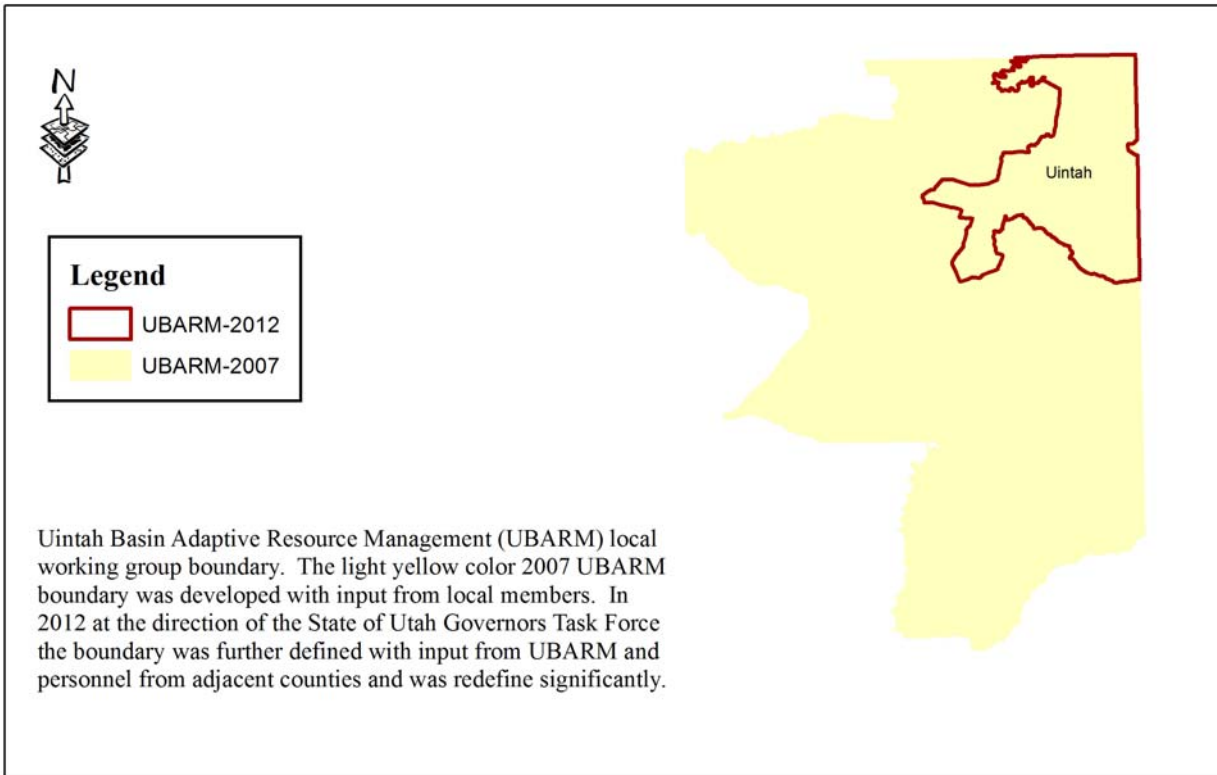 N
Uintah
Legend
UBARM-2012
UBARM-2007
Uintah Basin Adaptive Resource Management (UBARM) local
working group boundary.  The light yellow color 2007 UBARM
boundary was developed with input from local members.  In
2012 at the direction of the State of Utah Governors Task Force
the boundary was further defined with input from UBARM and
personnel from adjacent counties and was redefine significantly.